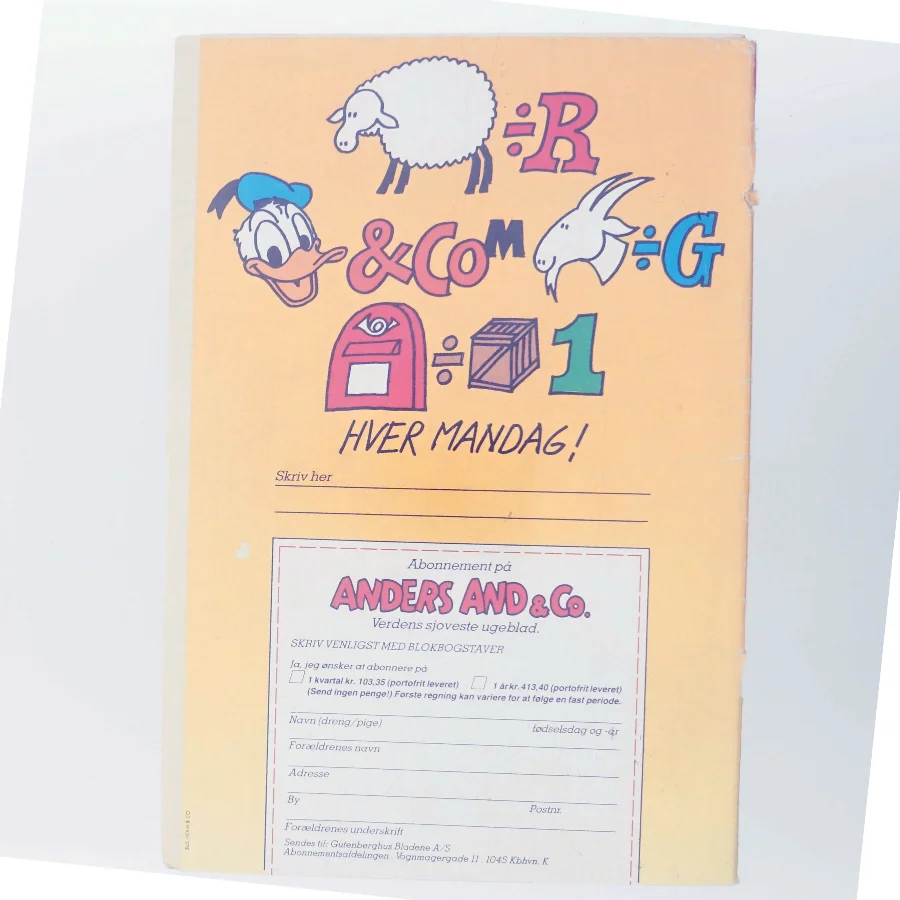 ÷R
&COM ÷G
÷ 1
HVER MANDAG!
Skriv her
Abonnement på
ANDERS AND & Co.
Verdens sjoveste ugeblad.
SKRIV VENLIGST MED BLOKBOGSTAVER
Ja, jeg ønsker at abonnere på
1 kvartal kr. 103,35 (portofrit leveret) 1 år kr. 413,40 (portofrit leveret)
(Send ingen penge!) Første regning kan variere for at følge en fast periode.
Navn (dreng/pige) fødselsdag og -år
Forældrenes navn
Adresse
By Postnr.
Forældrenes underskrift
Sendes til: Gutenberghus Bladene A/S
Abonnementsafdelingen . Vognmagergade 11 . 1045 Kbhvn. K